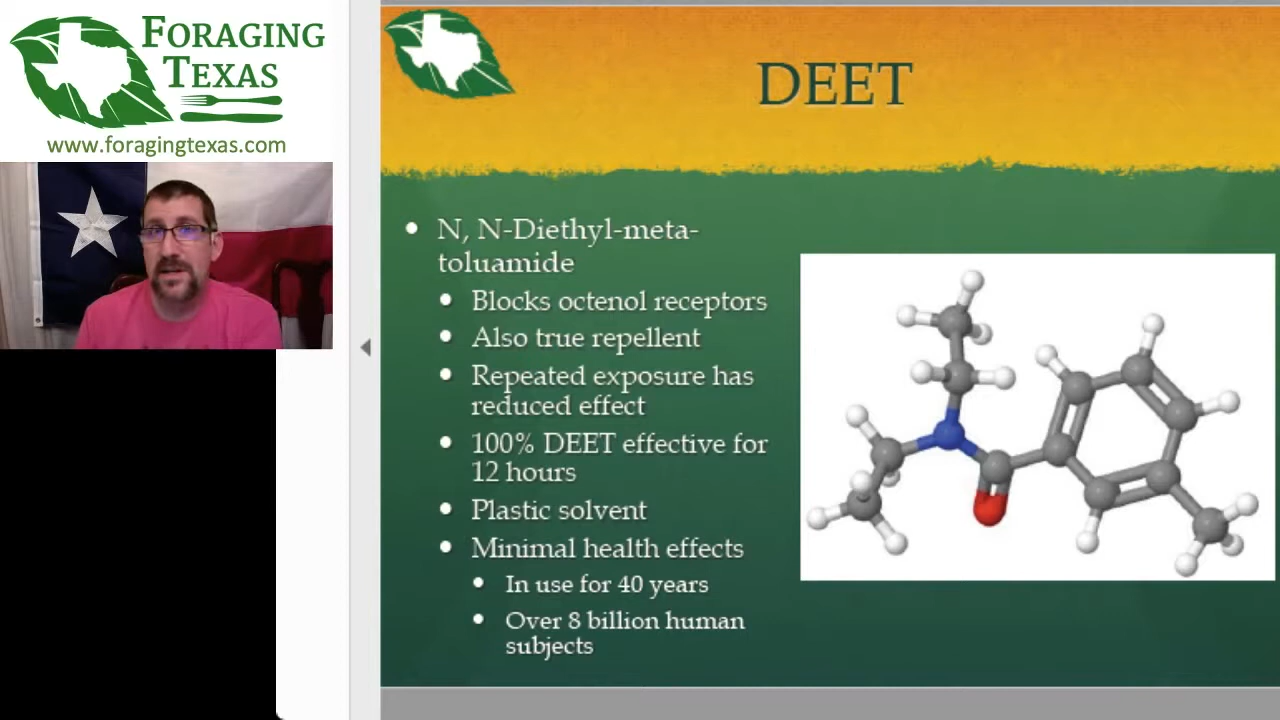 FORAGING
TEXAS
www.foragingtexas.com
DEET
N, N-Diethyl-meta-
toluamide
Blocks octenol receptors
Also true repellent
Repeated exposure has
reduced effect
100% DEET effective for
12 hours
Plastic solvent
Minimal health effects
In use for 40 years
Over 8 billion human
subjects